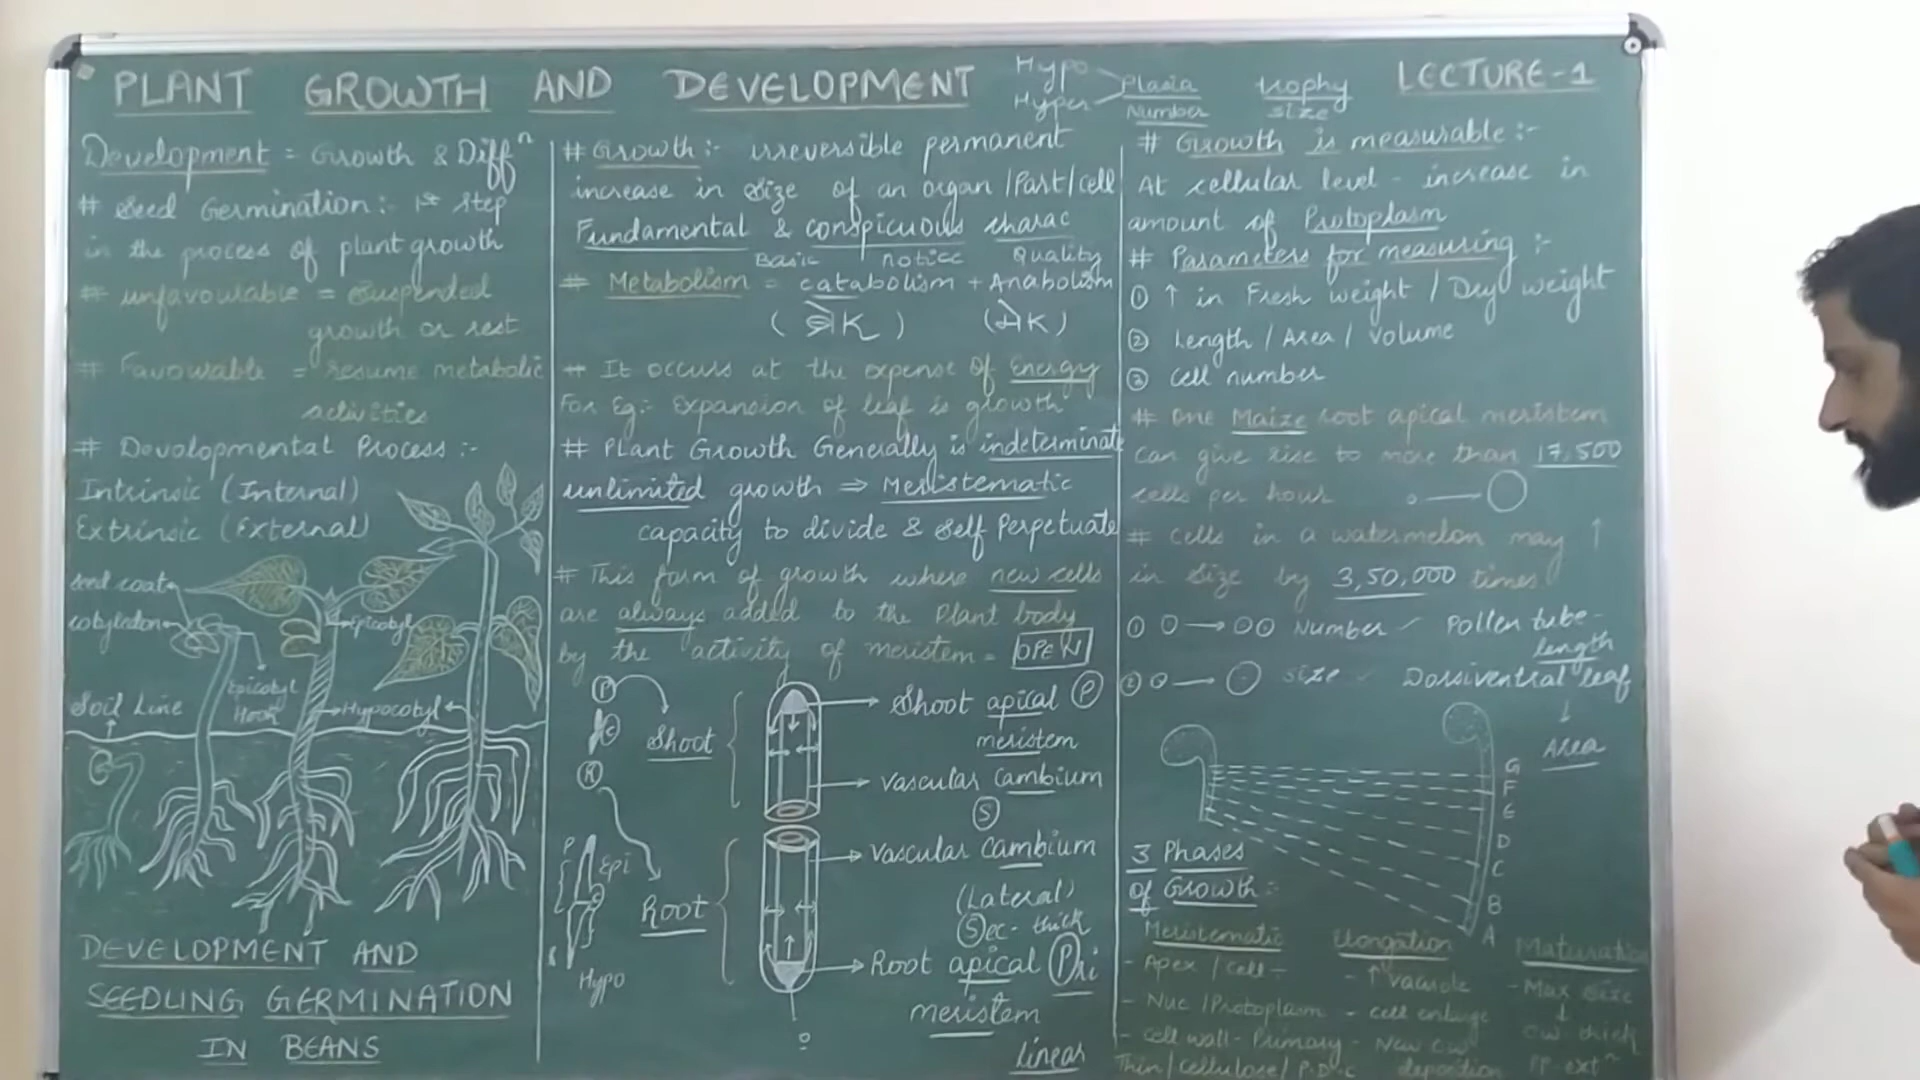 PLANT GROWTH AND DEVELOPMENT
Hypo
Hyper
Plasia
Number
trophy
size
LECTURE-1
Development = Growth & Diffⁿ
# Seed Germination:- 1st step
in the process of plant growth
# unfavourable = Suspended
growth or rest
# Favourable = resume metabolic
activities
# Developmental Process :-
Intrinsic (Internal)
Extrinsic (External)
seed coat
cotyledon
Epicotyl
Soil Line
Epicotyl
Hook
Hypocotyl
DEVELOPMENT AND
SEEDLING GERMINATION
IN BEANS
# Growth :- irreversible permanent
increase in size of an organ /Part/cell
Fundamental & conspicuous charac
Basic notice Quality
# Metabolism = catabolism + Anabolism
# It occurs at the expense of Energy
For Eg:- Expansion of leaf is growth
# Plant Growth Generally is indeterminate
unlimited growth ⇒ Meristematic
capacity to divide & self Perpetuate
# This form of growth where new cells
are always added to the Plant body
by the activity of meristem = OPEN
P
C
R
Shoot
Shoot apical P
meristem
vascular cambium
S
P
Epi
Hypo
Root
vascular cambium
(Lateral)
Sec- thick
Root apical Pri
meristem
Linear
# Growth is measurable :-
At cellular level - increase in
amount of Protoplasm
# Parameters for measuring :-
① ↑ in Fresh weight / Dry weight
② Length / Area / Volume
③ cell number
# One Maize root apical meristem
can give rise to more than 17,500
cells per hour
# Cells in a watermelon may ↑
in size by 3,50,000 times
① O → OO Number ✓ Pollen tube -
length
② o → O size ✓ Dorsiventral leaf
↓
Area
G
F
E
D
C
B
A
3 Phases
of Growth :-
Meristematic Elongation Maturation
- Apex / cell - - ↑ vacuole - Max size
- Nuc / Protoplasm - cell enlarge ↓
CW thick
- Cell wall - Primary - New CW
Thin / cellulose / P.D - C deposition PP-extⁿ